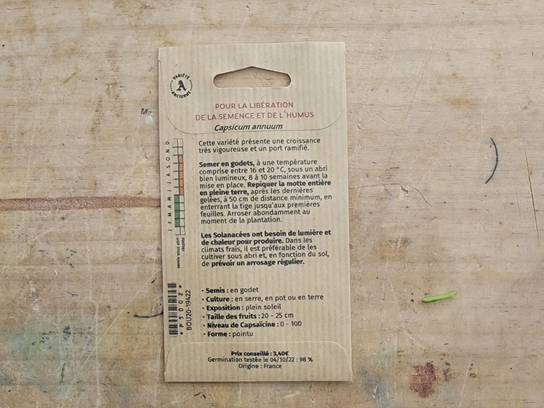 VARIÉTÉ
A
ANCIENNE
POUR LA LIBÉRATION
DE LA SEMENCE ET DE L'HUMUS
Capsicum annuum
Cette variété présente une croissance
très vigoureuse et un port ramifié.
Semer en godets, à une température
comprise entre 16 et 20 °C, sous un abri
bien lumineux, 8 à 10 semaines avant la
mise en place. Repiquer la motte entière
en pleine terre, après les dernières
gelées, à 50 cm de distance minimum, en
enterrant la tige jusqu'aux premières
feuilles. Arroser abondamment au
moment de la plantation.
Les Solanacées ont besoin de lumière et
de chaleur pour produire. Dans les
climats frais, il est préférable de les
cultiver sous abri et, en fonction du sol,
de prévoir un arrosage régulier.
J F M A M J J A S O N D
• Semis : en godet
• Culture : en serre, en pot ou en terre
• Exposition : plein soleil
• Taille des fruits : 20 - 25 cm
• Niveau de Capsaïcine : 0 - 100
• Forme : pointu
BOU20-19422
Prix conseillé : 3,40€
Germination testée le 04/10/22 : 98 %
Origine : France